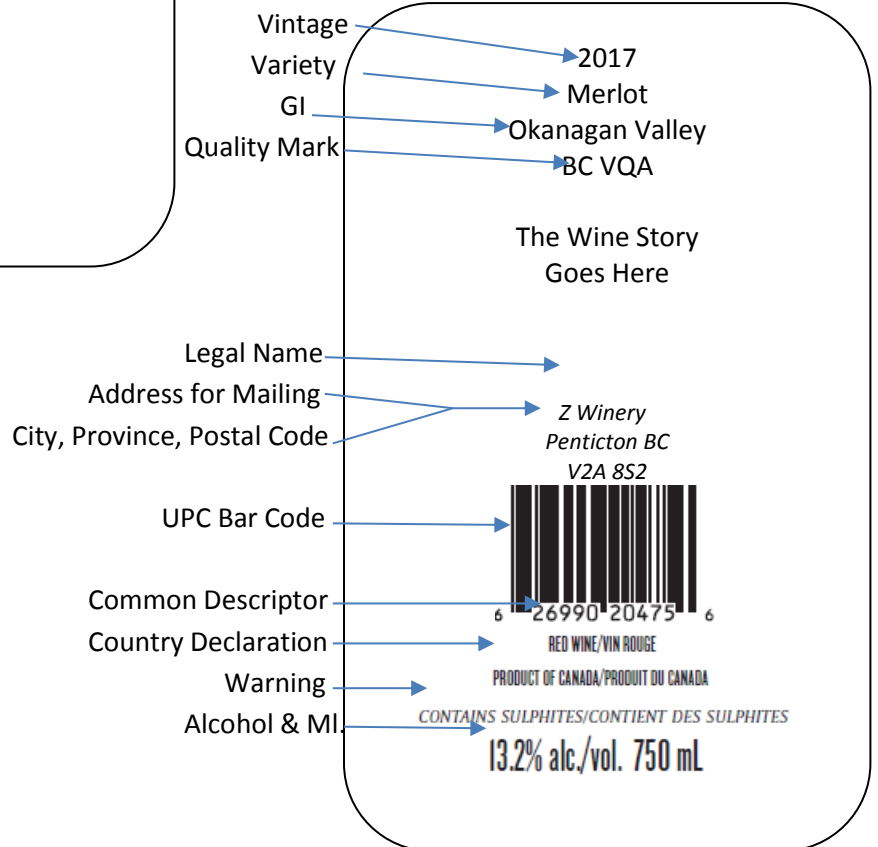 Vintage
2017
Variety
Merlot
GI
Okanagan Valley
Quality Mark
BC VQA
The Wine Story
Goes Here
Legal Name
Address for Mailing
Z Winery
City, Province, Postal Code
Penticton BC
V2A 8S2
UPC Bar Code
Common Descriptor
6 26990 20475 6
Country Declaration
RED WINE/VIN ROUGE
Warning
PRODUCT OF CANADA/PRODUIT DU CANADA
Alcohol & Ml.
CONTAINS SULPHITES/CONTIENT DES SULPHITES
13.2% alc./vol. 750 mL